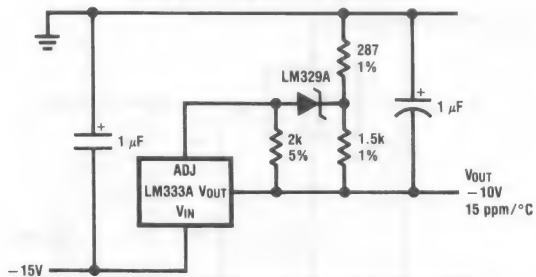 287
1%
LM329A
+
1 µF
+
1 µF
2k
5%
1.5k
1%
ADJ
LM333A VOUT
VIN
VOUT
−10V
15 ppm/°C
−15V